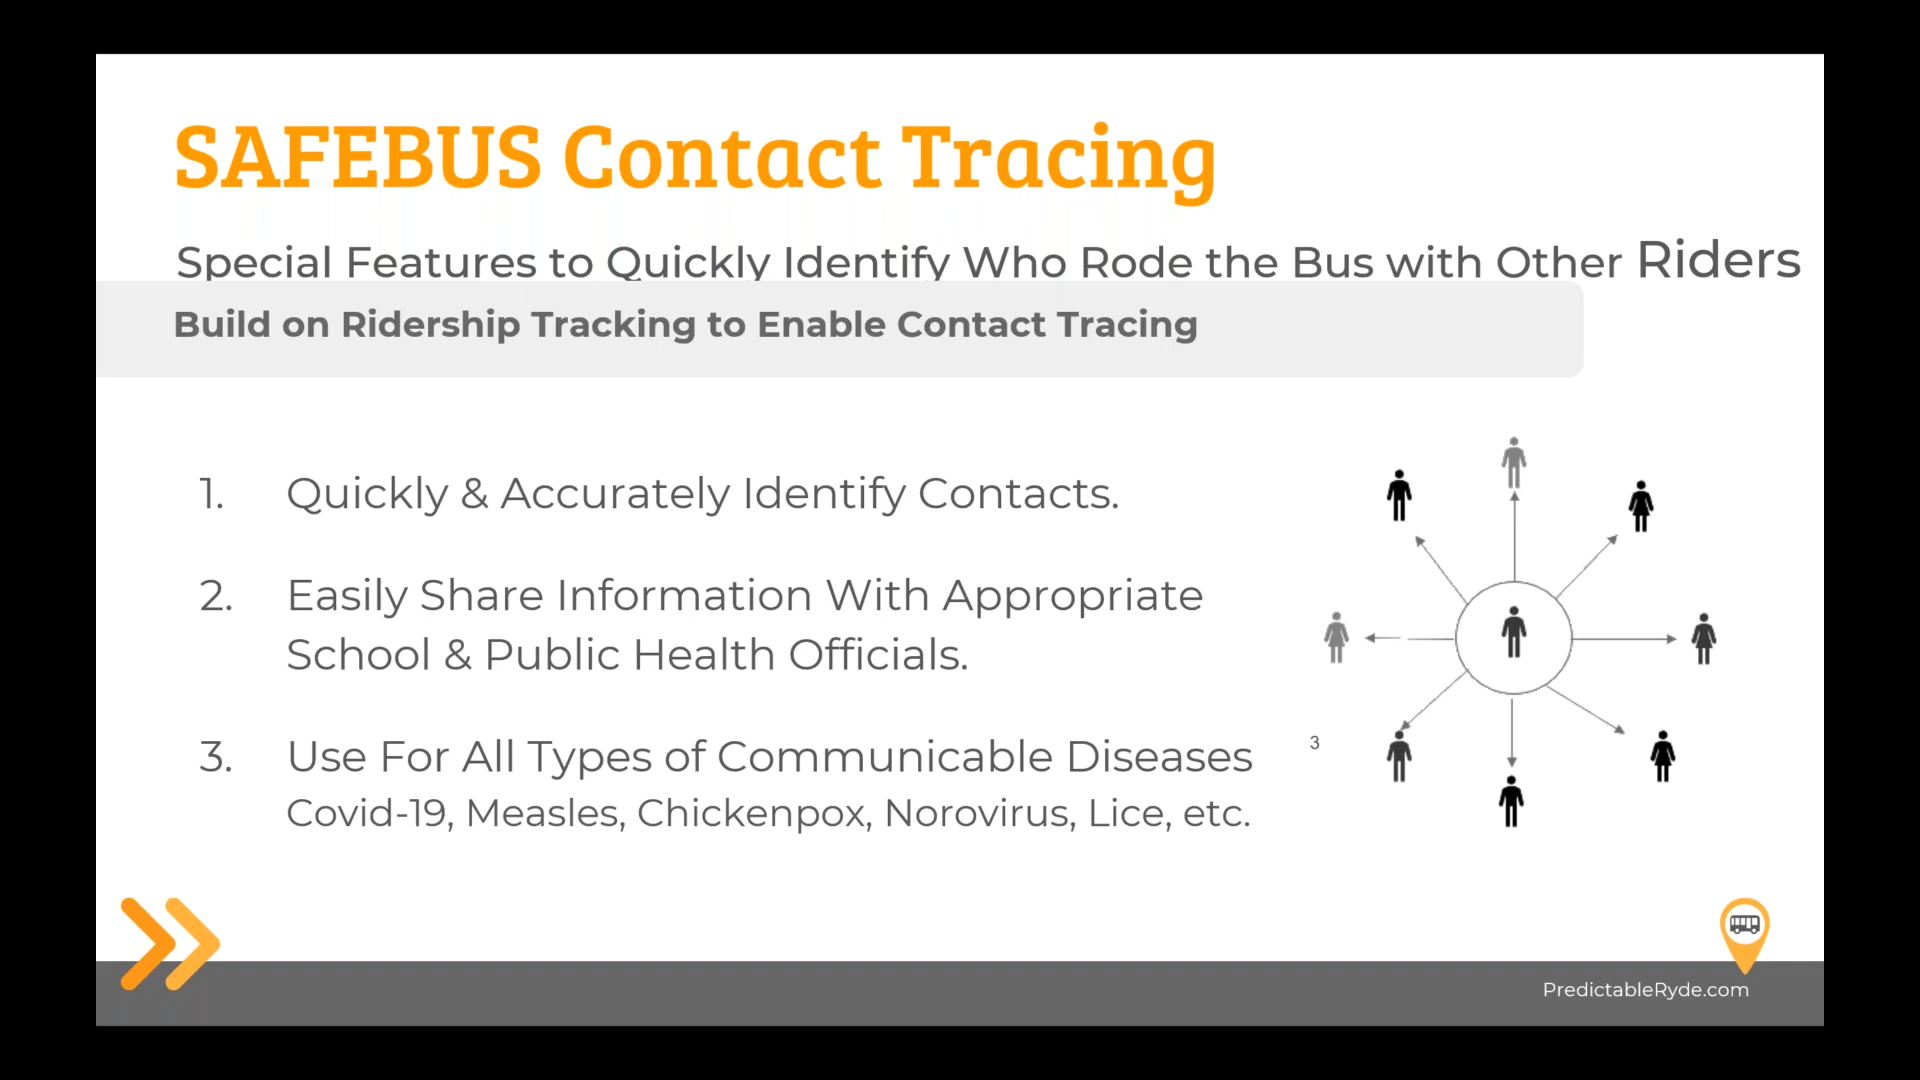 SAFEBUS Contact Tracing
Special Features to Quickly Identify Who Rode the Bus with Other Riders
Build on Ridership Tracking to Enable Contact Tracing
1. Quickly & Accurately Identify Contacts.
2. Easily Share Information With Appropriate
School & Public Health Officials.
3. Use For All Types of Communicable Diseases
Covid-19, Measles, Chickenpox, Norovirus, Lice, etc.
3
PredictableRyde.com